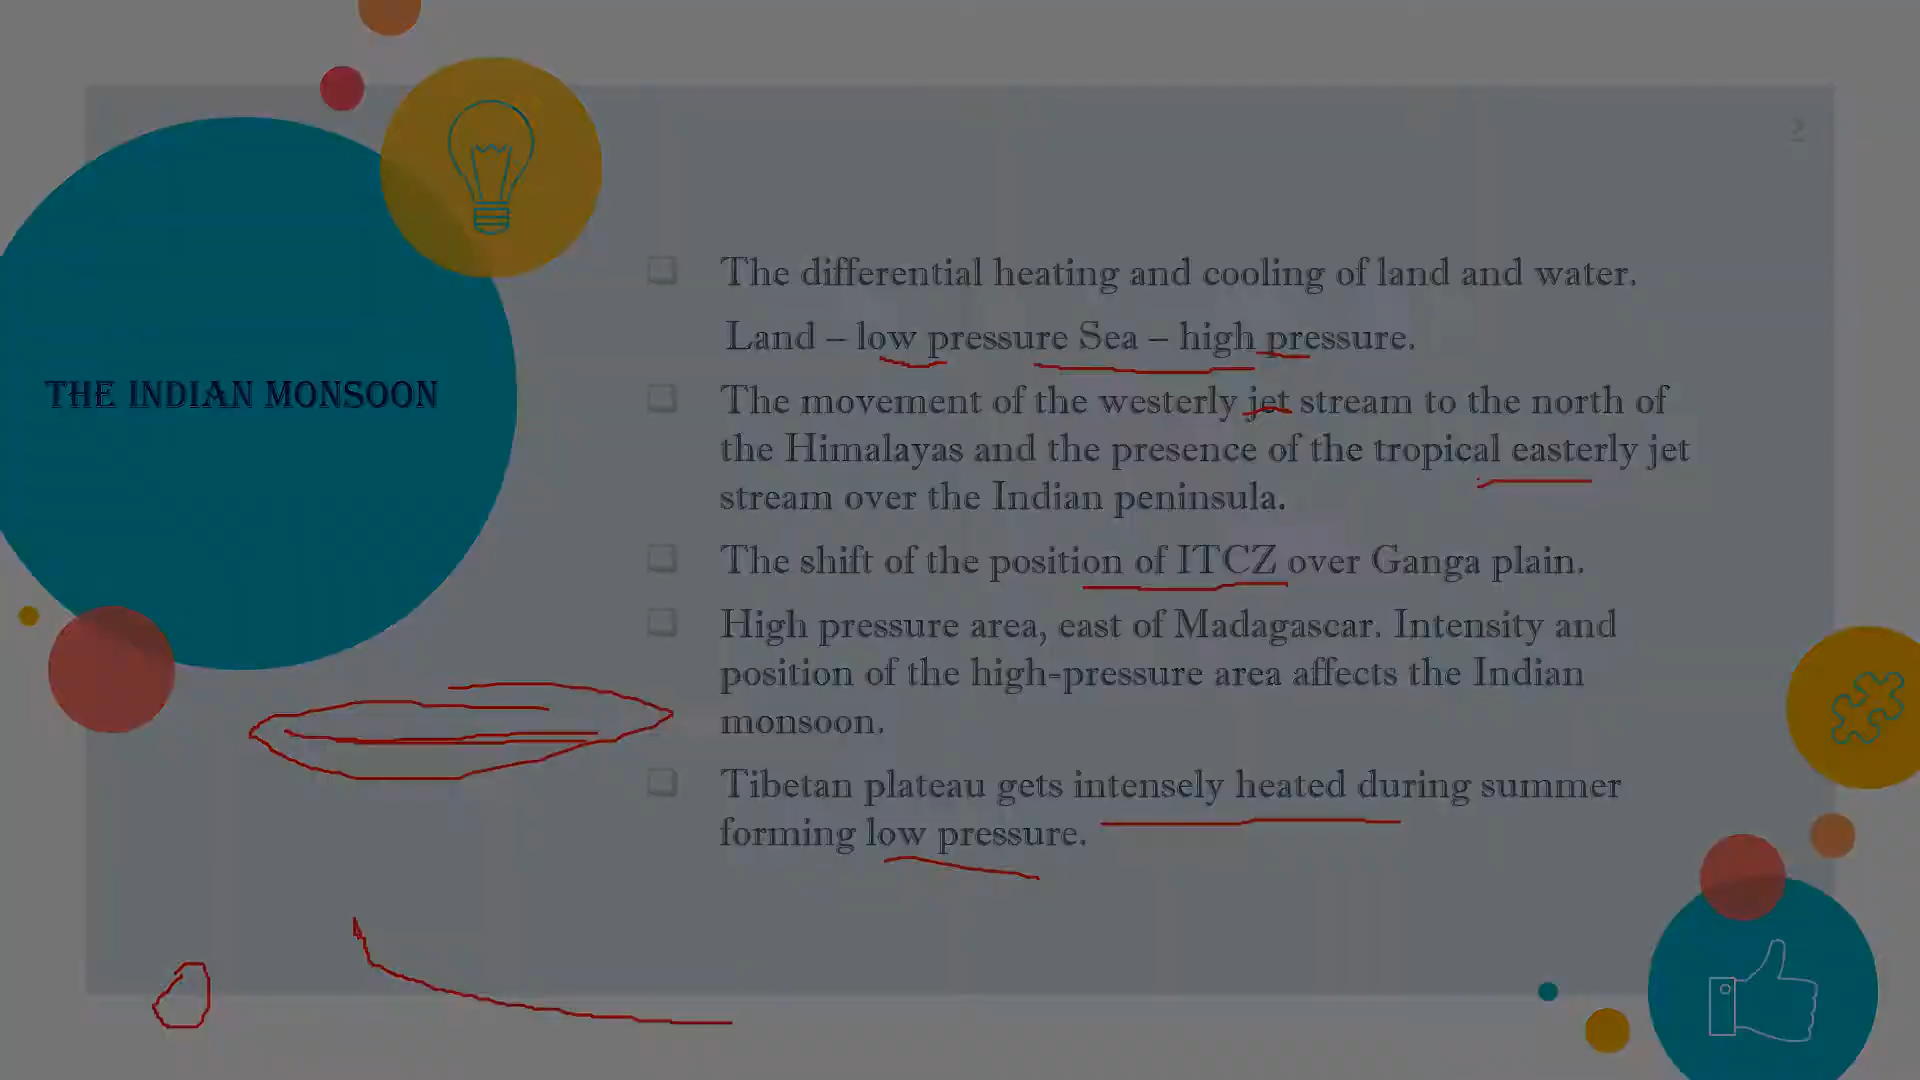 2
THE INDIAN MONSOON
The differential heating and cooling of land and water.
Land – low pressure Sea – high pressure.
The movement of the westerly jet stream to the north of
the Himalayas and the presence of the tropical easterly jet
stream over the Indian peninsula.
The shift of the position of ITCZ over Ganga plain.
High pressure area, east of Madagascar. Intensity and
position of the high-pressure area affects the Indian
monsoon.
Tibetan plateau gets intensely heated during summer
forming low pressure.